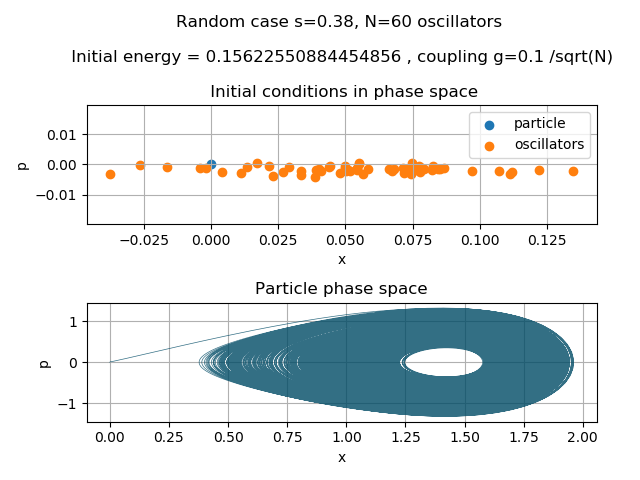 Random case s=0.38, N=60 oscillators
Initial energy = 0.15622550884454856 , coupling g=0.1 /sqrt(N)
Initial conditions in phase space
particle
oscillators
p
0.01
0.00
−0.01
−0.025 0.000 0.025 0.050 0.075 0.100 0.125
x
Particle phase space
p
1
0
−1
0.00 0.25 0.50 0.75 1.00 1.25 1.50 1.75 2.00
x